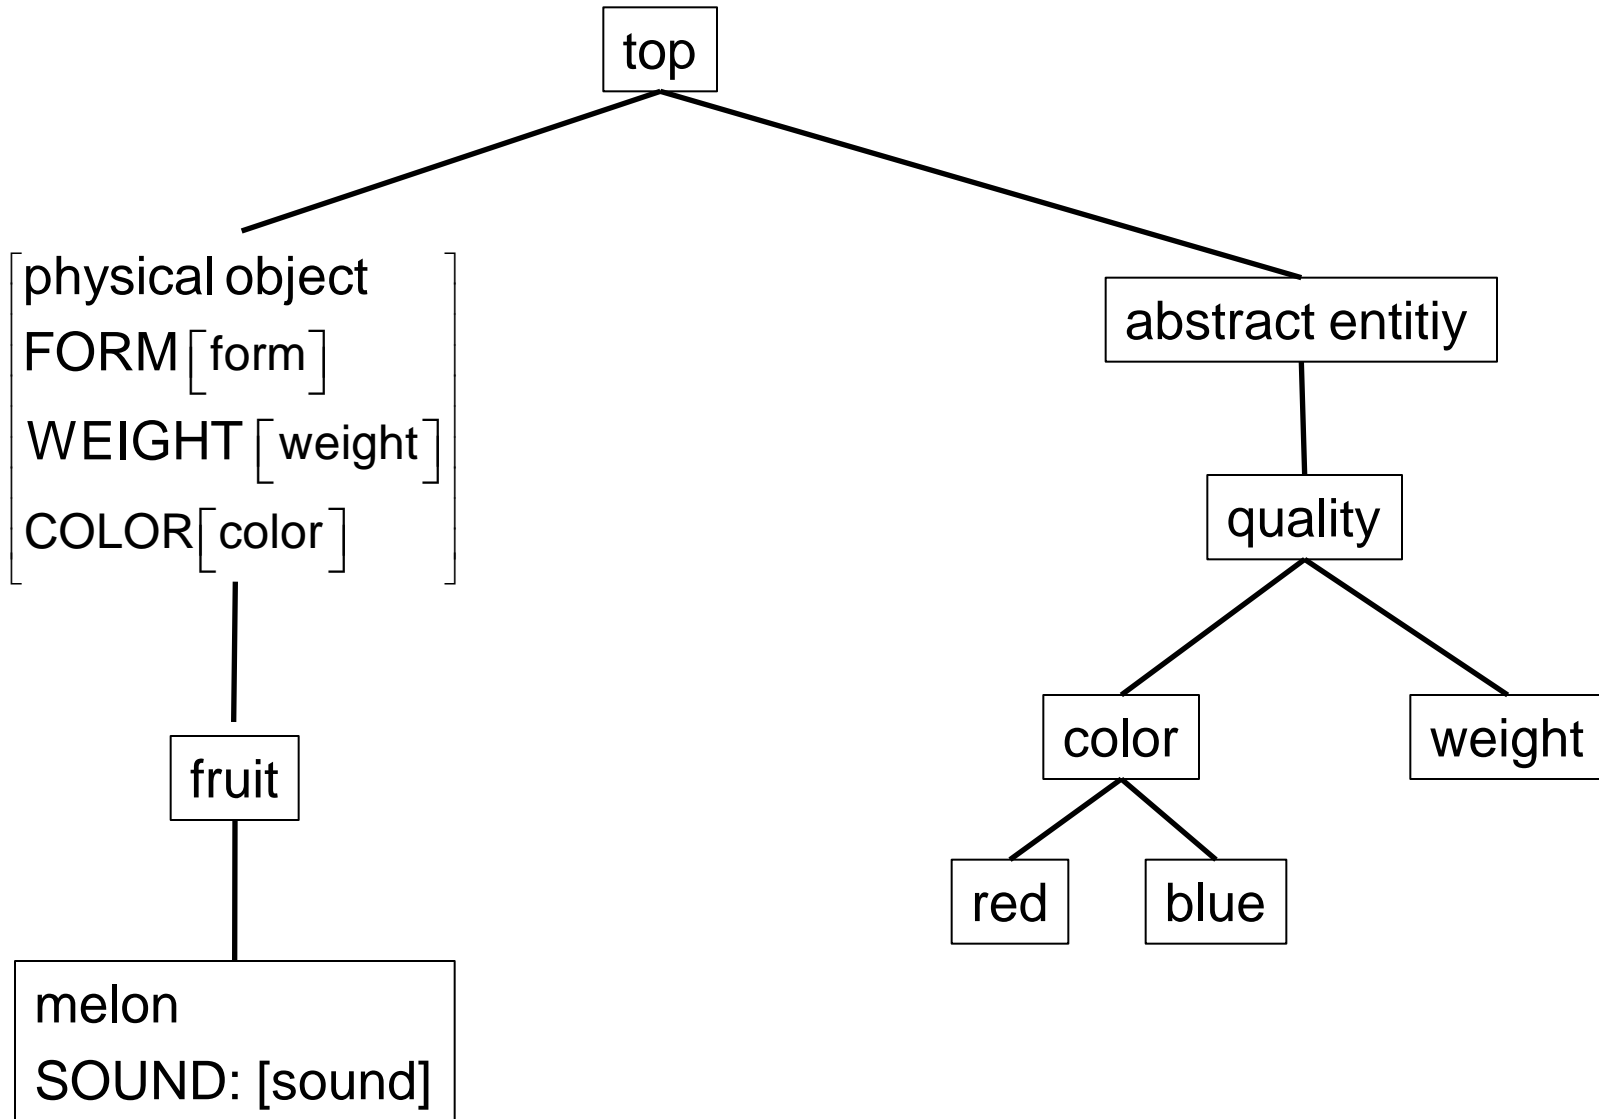 top
physical object
FORM[form]
WEIGHT[weight]
COLOR[color]
abstract entitiy
quality
fruit
color
weight
red
blue
melon
SOUND: [sound]